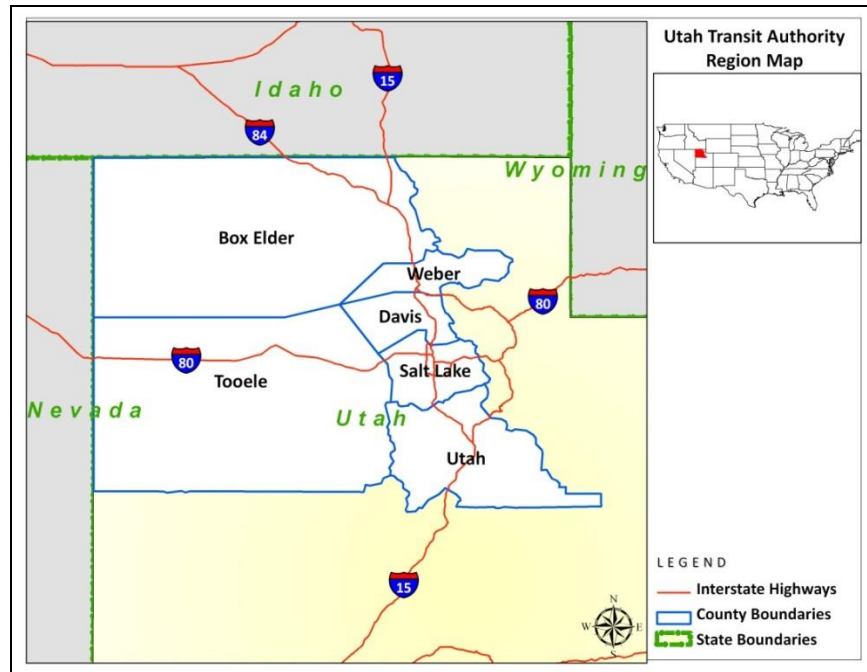 Utah Transit Authority
Region Map
Idaho
15
84
Wyoming
Box Elder
Weber
80
Davis
80
Salt Lake
Tooele
Nevada
Utah
Utah
15
N
W E
S
LEGEND
Interstate Highways
County Boundaries
State Boundaries